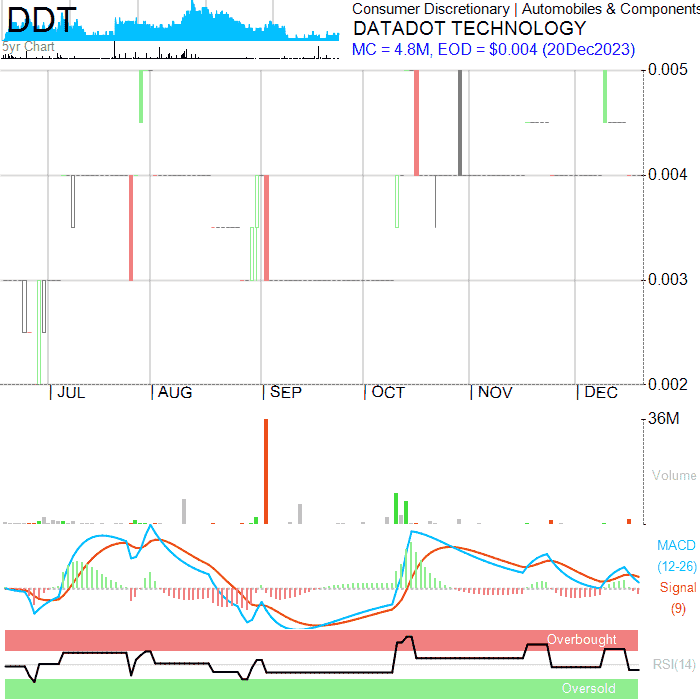 DDT
5yr Chart
Consumer Discretionary | Automobiles & Components
DATADOT TECHNOLOGY
MC = 4.8M, EOD = $0.004 (20Dec2023)
0.005
0.004
0.003
0.002
JUL
AUG
SEP
OCT
NOV
DEC
36M
Volume
MACD
(12-26)
Signal
(9)
Overbought
RSI(14)
Oversold